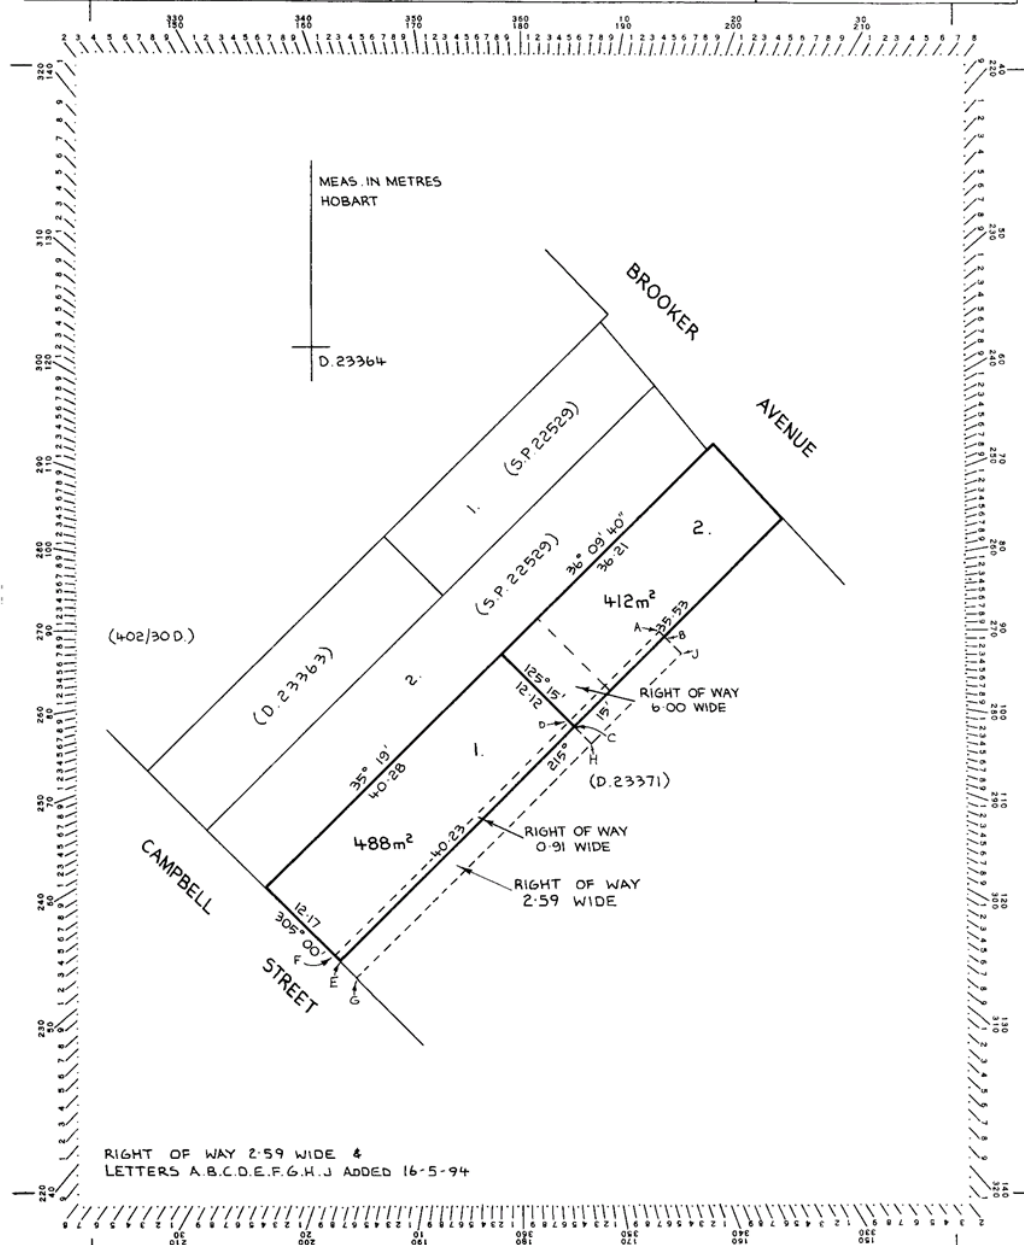 MEAS. IN METRES
HOBART
D.23364
BROOKER
AVENUE
1. (S.P. 22529)
2.
(S.P. 22529)
36° 09' 40"
36·21
412m²
35·53
A
B
J
(402/30 D.)
(D. 23363)
2.
125° 15'
12·12
RIGHT OF WAY
6·00 WIDE
15'
D
C
H
215°
(D. 23371)
1.
35° 19'
40·28
488m²
40·23
RIGHT OF WAY
0·91 WIDE
RIGHT OF WAY
2·59 WIDE
CAMPBELL
STREET
12·17
305° 00'
F
E
G
RIGHT OF WAY 2·59 WIDE &
LETTERS A.B.C.D.E.F.G.H.J ADDED 16-5-94